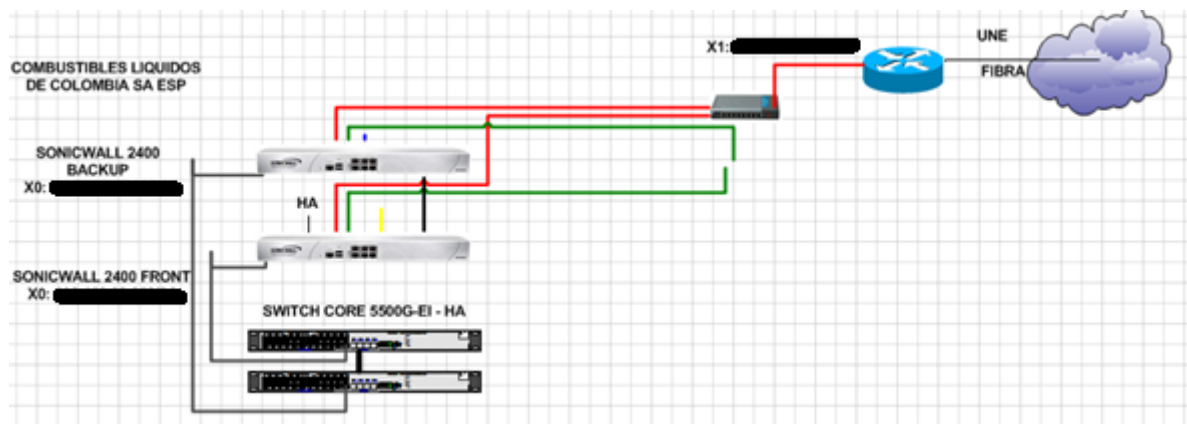 COMBUSTIBLES LIQUIDOS
DE COLOMBIA SA ESP
X1:
UNE
FIBRA
SONICWALL 2400
BACKUP
X0:
HA
SONICWALL 2400 FRONT
X0:
SWITCH CORE 5500G-EI - HA